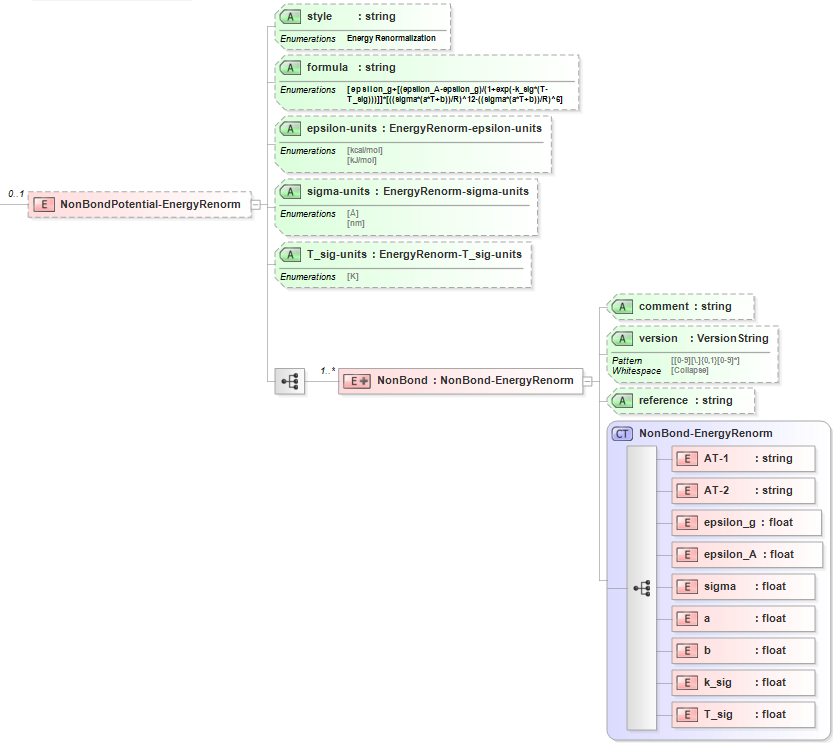 A style : string
Enumerations Energy Renormalization
A formula : string
Enumerations [epsilon_g+[(epsilon_A-epsilon_g)/(1+exp(-k_sig*(T-
T_sig)))]]*[((sigma*(a*T+b))/R)^12-((sigma*(a*T+b))/R)^6]
A epsilon-units : EnergyRenorm-epsilon-units
Enumerations [kcal/mol]
[kJ/mol]
0..1
E NonBondPotential-EnergyRenorm
A sigma-units : EnergyRenorm-sigma-units
Enumerations [Å]
[nm]
A T_sig-units : EnergyRenorm-T_sig-units
Enumerations [K]
1..*
E+ NonBond : NonBond-EnergyRenorm
A comment : string
A version : VersionString
Pattern [[0-9][\.]{0,1}[0-9]*]
Whitespace [Collapse]
A reference : string
CT NonBond-EnergyRenorm
E AT-1 : string
E AT-2 : string
E epsilon_g : float
E epsilon_A : float
E sigma : float
E a : float
E b : float
E k_sig : float
E T_sig : float